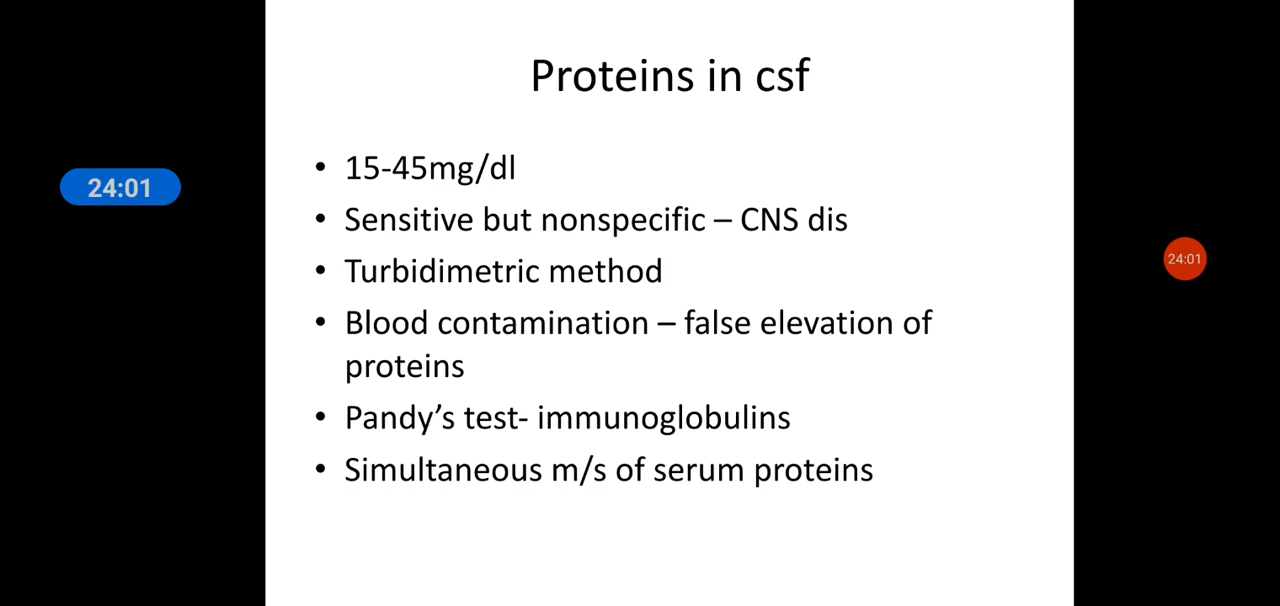 Proteins in csf
• 15-45mg/dl
24:01
• Sensitive but nonspecific – CNS dis
24:01
• Turbidimetric method
• Blood contamination – false elevation of
proteins
• Pandy’s test- immunoglobulins
• Simultaneous m/s of serum proteins